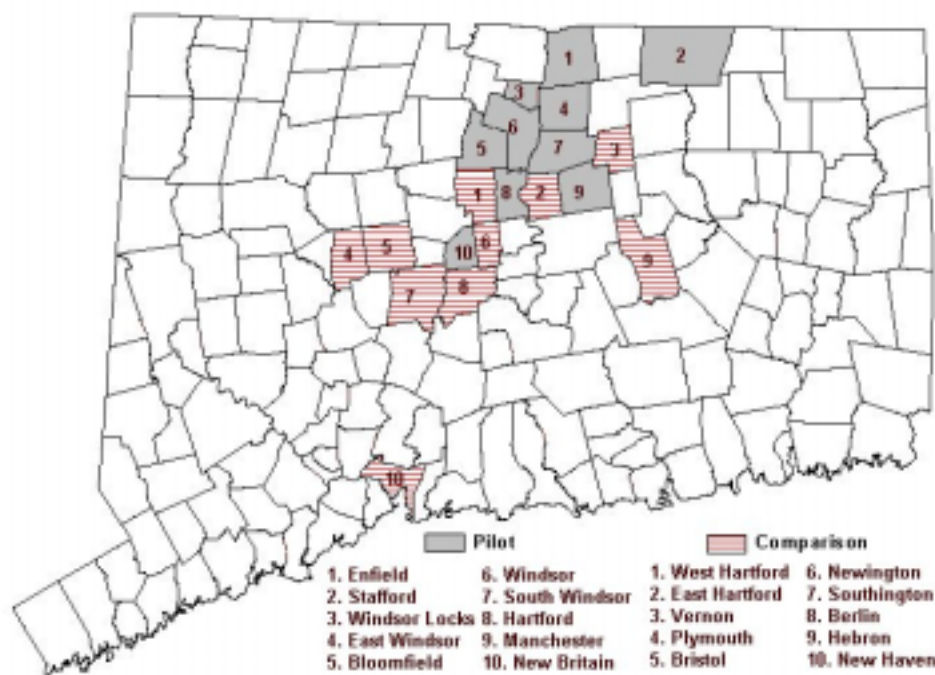 1
2
3
4
6
5
7
3
1
8
2
9
4
5
10
6
9
7
8
10
Pilot
Comparison
1. Enfield 6. Windsor 1. West Hartford 6. Newington
2. Stafford 7. South Windsor 2. East Hartford 7. Southington
3. Windsor Locks 8. Hartford 3. Vernon 8. Berlin
4. East Windsor 9. Manchester 4. Plymouth 9. Hebron
5. Bloomfield 10. New Britain 5. Bristol 10. New Haven